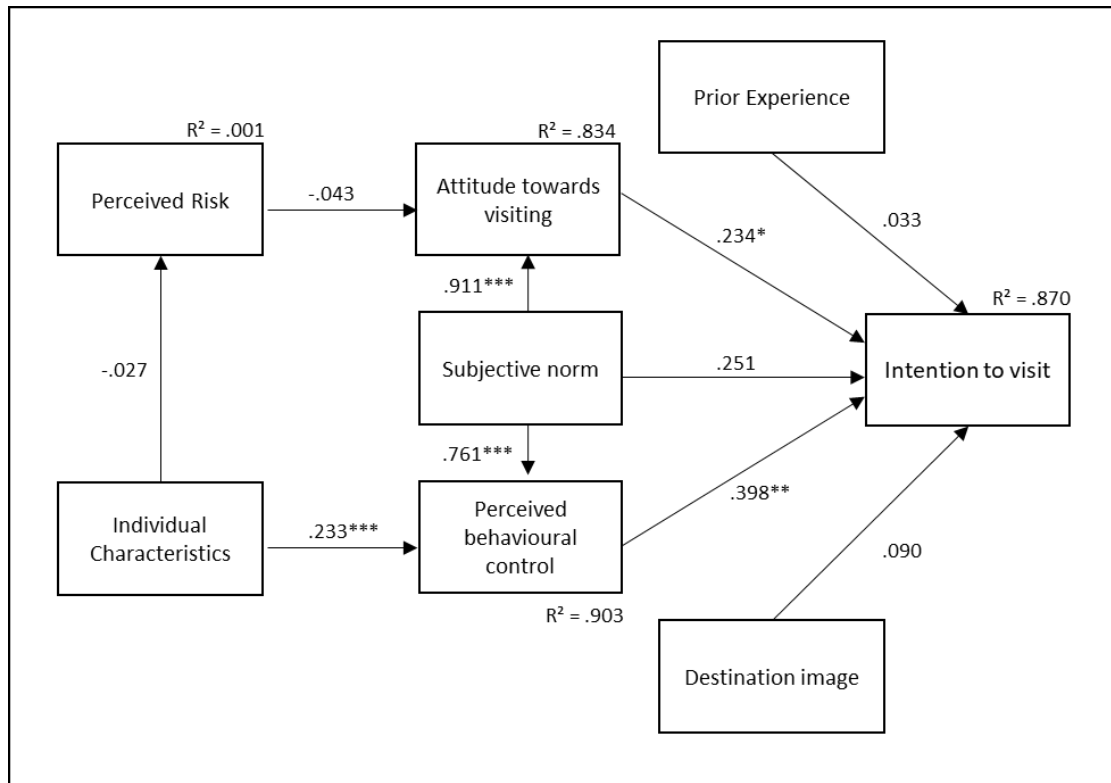 Prior Experience
R² = .001
R² = .834
Perceived Risk
-.043
Attitude towards
visiting
.033
.234*
.911***
R² = .870
-.027
Subjective norm
.251
Intention to visit
.761***
Individual
Characteristics
.233***
Perceived
behavioural
control
.398**
.090
R² = .903
Destination image